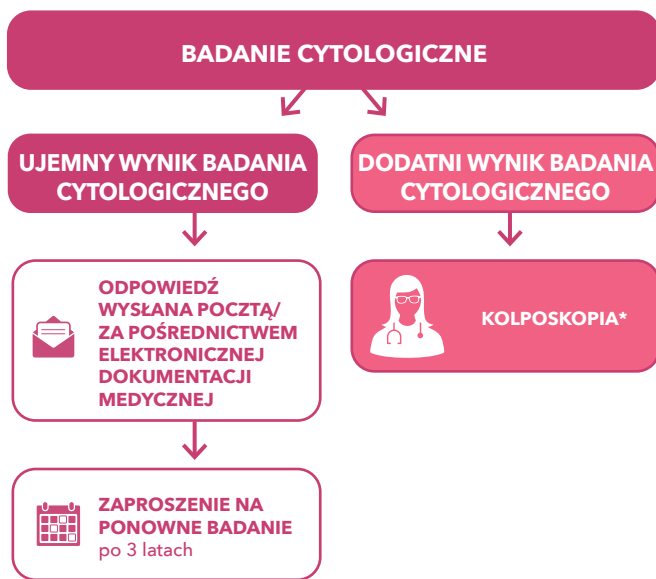 BADANIE CYTOLOGICZNE
UJEMNY WYNIK BADANIA
CYTOLOGICZNEGO
DODATNI WYNIK BADANIA
CYTOLOGICZNEGO
ODPOWIEDŹ
WYSŁANA POCZTĄ/
ZA POŚREDNICTWEM
ELEKTRONICZNEJ
DOKUMENTACJI
MEDYCZNEJ
KOLPOSKOPIA*
ZAPROSZENIE NA
PONOWNE BADANIE
po 3 latach